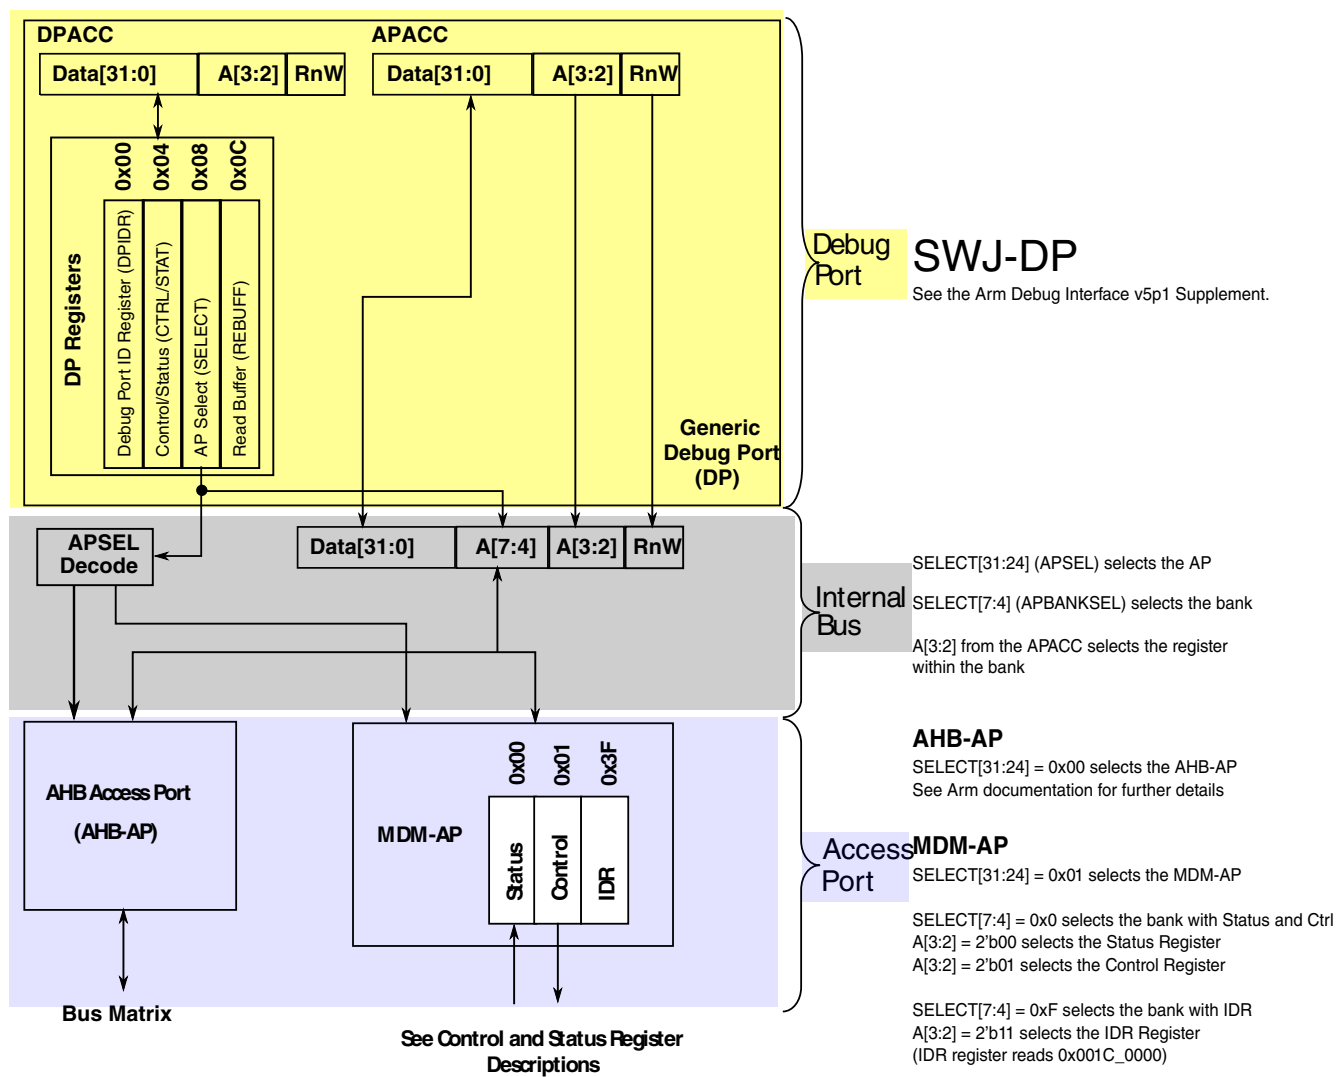 DPACC
APACC
Data[31:0] A[3:2] RnW
Data[31:0] A[3:2] RnW
0x00
0x04
0x08
0x0C
DP Registers
Debug Port ID Register (DPIDR)
Control/Status (CTRL/STAT)
AP Select (SELECT)
Read Buffer (REBUFF)
Generic
Debug Port
(DP)
Debug
Port
SWJ-DP
See the Arm Debug Interface v5p1 Supplement.
APSEL
Decode
Data[31:0] A[7:4] A[3:2] RnW
Internal
Bus
SELECT[31:24] (APSEL) selects the AP
SELECT[7:4] (APBANKSEL) selects the bank
A[3:2] from the APACC selects the register
within the bank
AHB Access Port
(AHB-AP)
Bus Matrix
MDM-AP
0x00
0x01
0x3F
Status
Control
IDR
See Control and Status Register
Descriptions
Access
Port
AHB-AP
SELECT[31:24] = 0x00 selects the AHB-AP
See Arm documentation for further details
MDM-AP
SELECT[31:24] = 0x01 selects the MDM-AP
SELECT[7:4] = 0x0 selects the bank with Status and Ctrl
A[3:2] = 2'b00 selects the Status Register
A[3:2] = 2'b01 selects the Control Register
SELECT[7:4] = 0xF selects the bank with IDR
A[3:2] = 2'b11 selects the IDR Register
(IDR register reads 0x001C_0000)